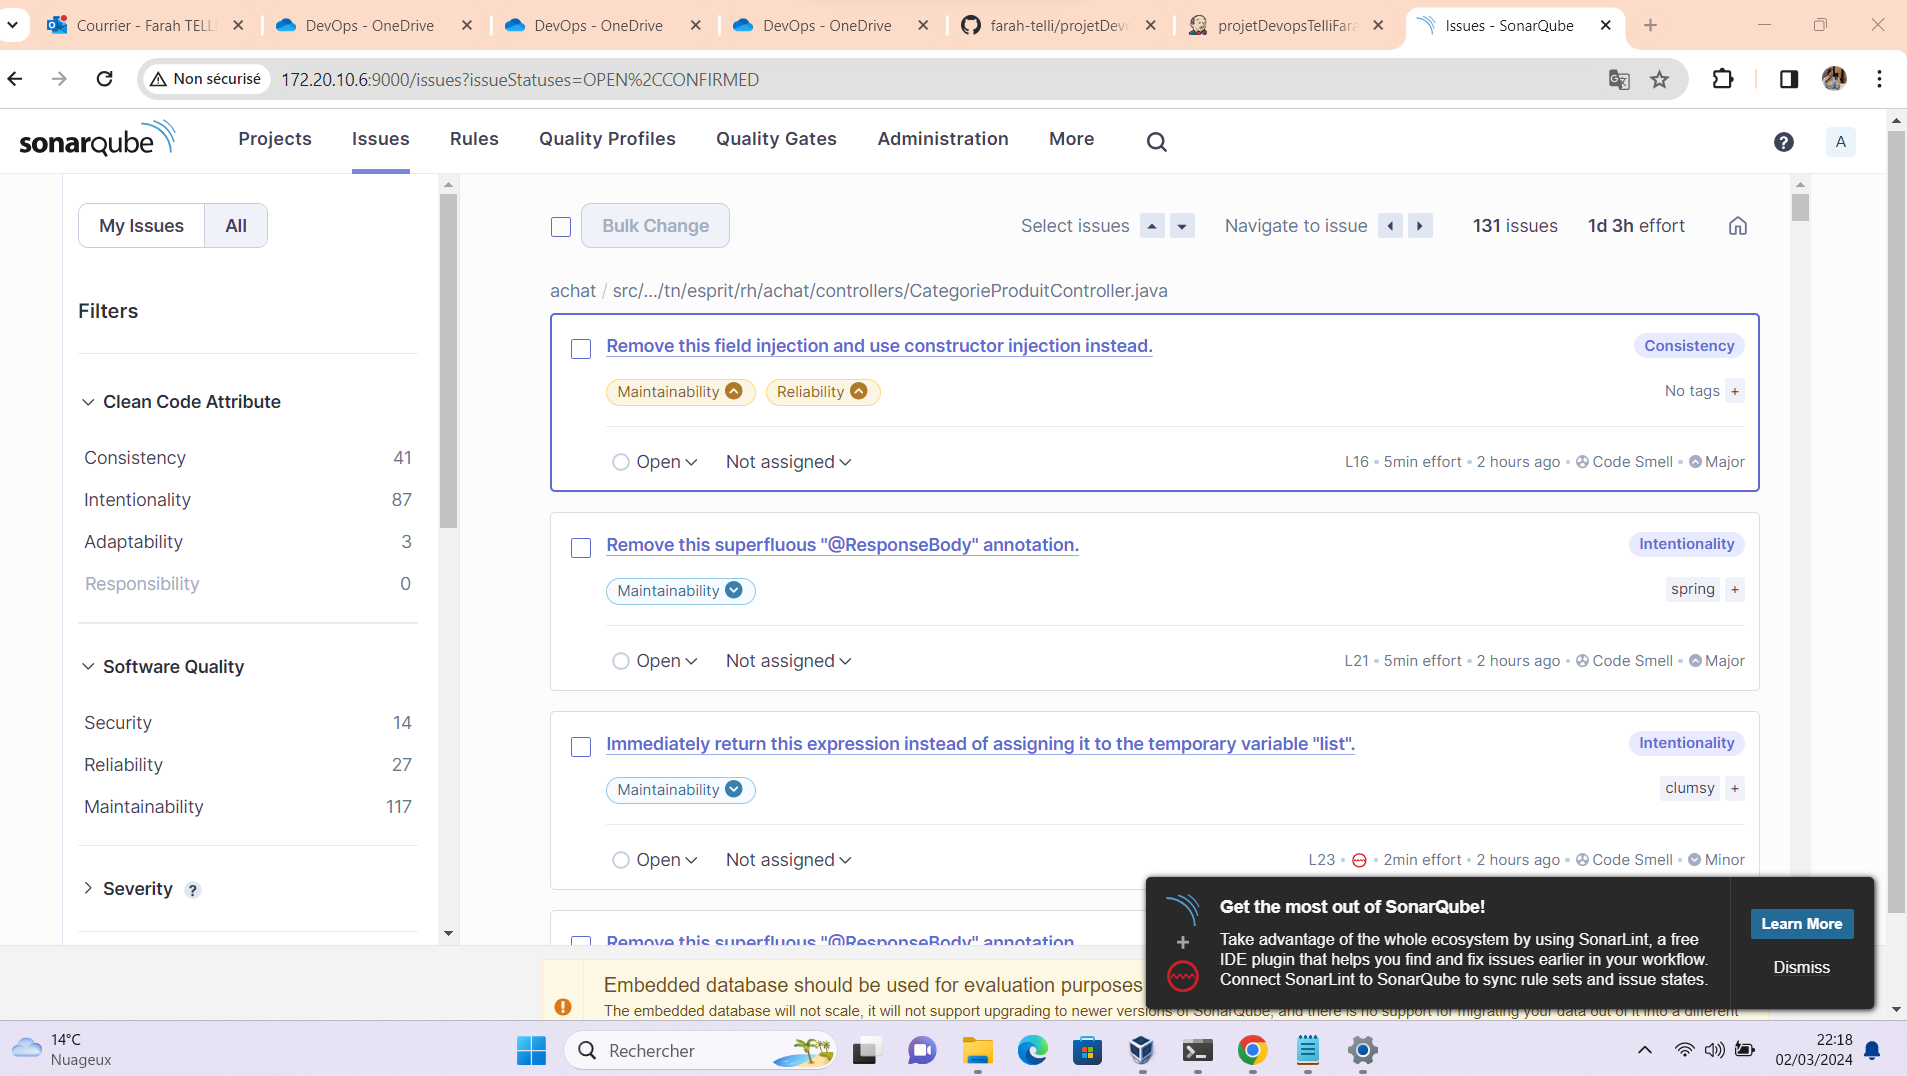 Courrier - Farah TELLI
DevOps - OneDrive
DevOps - OneDrive
DevOps - OneDrive
farah-telli/projetDevo
projetDevopsTelliFara
Issues - SonarQube
Non sécurisé
172.20.10.6:9000/issues?issueStatuses=OPEN%2CCONFIRMED
sonarqube
Projects
Issues
Rules
Quality Profiles
Quality Gates
Administration
More
A
My Issues
All
Filters
Clean Code Attribute
Consistency 41
Intentionality 87
Adaptability 3
Responsibility 0
Software Quality
Security 14
Reliability 27
Maintainability 117
Severity ?
Bulk Change
Select issues
Navigate to issue
131 issues
1d 3h effort
achat / src/.../tn/esprit/rh/achat/controllers/CategorieProduitController.java
Remove this field injection and use constructor injection instead.
Consistency
Maintainability
Reliability
No tags +
Open
Not assigned
L16 • 5min effort • 2 hours ago • Code Smell • Major
Remove this superfluous "@ResponseBody" annotation.
Intentionality
Maintainability
spring +
Open
Not assigned
L21 • 5min effort • 2 hours ago • Code Smell • Major
Immediately return this expression instead of assigning it to the temporary variable "list".
Intentionality
Maintainability
clumsy +
Open
Not assigned
L23 • 2min effort • 2 hours ago • Code Smell • Minor
Remove this superfluous "@ResponseBody" annotation.
Embedded database should be used for evaluation purposes
The embedded database will not scale, it will not support upgrading to newer versions of SonarQube, and there is no support for migrating your data out of it into a different
Get the most out of SonarQube!
Take advantage of the whole ecosystem by using SonarLint, a free
IDE plugin that helps you find and fix issues earlier in your workflow.
Connect SonarLint to SonarQube to sync rule sets and issue states.
Learn More
Dismiss
14°C
Nuageux
Rechercher
22:18
02/03/2024